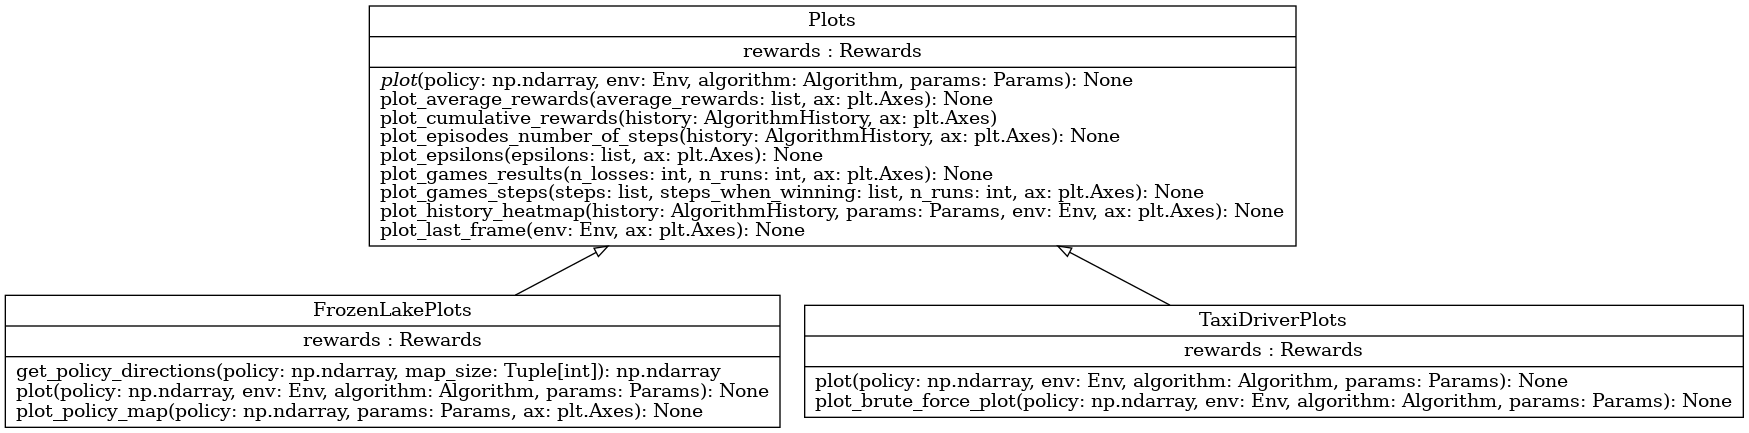 Plots
rewards : Rewards
plot(policy: np.ndarray, env: Env, algorithm: Algorithm, params: Params): None
plot_average_rewards(average_rewards: list, ax: plt.Axes): None
plot_cumulative_rewards(history: AlgorithmHistory, ax: plt.Axes)
plot_episodes_number_of_steps(history: AlgorithmHistory, ax: plt.Axes): None
plot_epsilons(epsilons: list, ax: plt.Axes): None
plot_games_results(n_losses: int, n_runs: int, ax: plt.Axes): None
plot_games_steps(steps: list, steps_when_winning: list, n_runs: int, ax: plt.Axes): None
plot_history_heatmap(history: AlgorithmHistory, params: Params, env: Env, ax: plt.Axes): None
plot_last_frame(env: Env, ax: plt.Axes): None
FrozenLakePlots
rewards : Rewards
get_policy_directions(policy: np.ndarray, map_size: Tuple[int]): np.ndarray
plot(policy: np.ndarray, env: Env, algorithm: Algorithm, params: Params): None
plot_policy_map(policy: np.ndarray, params: Params, ax: plt.Axes): None
TaxiDriverPlots
rewards : Rewards
plot(policy: np.ndarray, env: Env, algorithm: Algorithm, params: Params): None
plot_brute_force_plot(policy: np.ndarray, env: Env, algorithm: Algorithm, params: Params): None